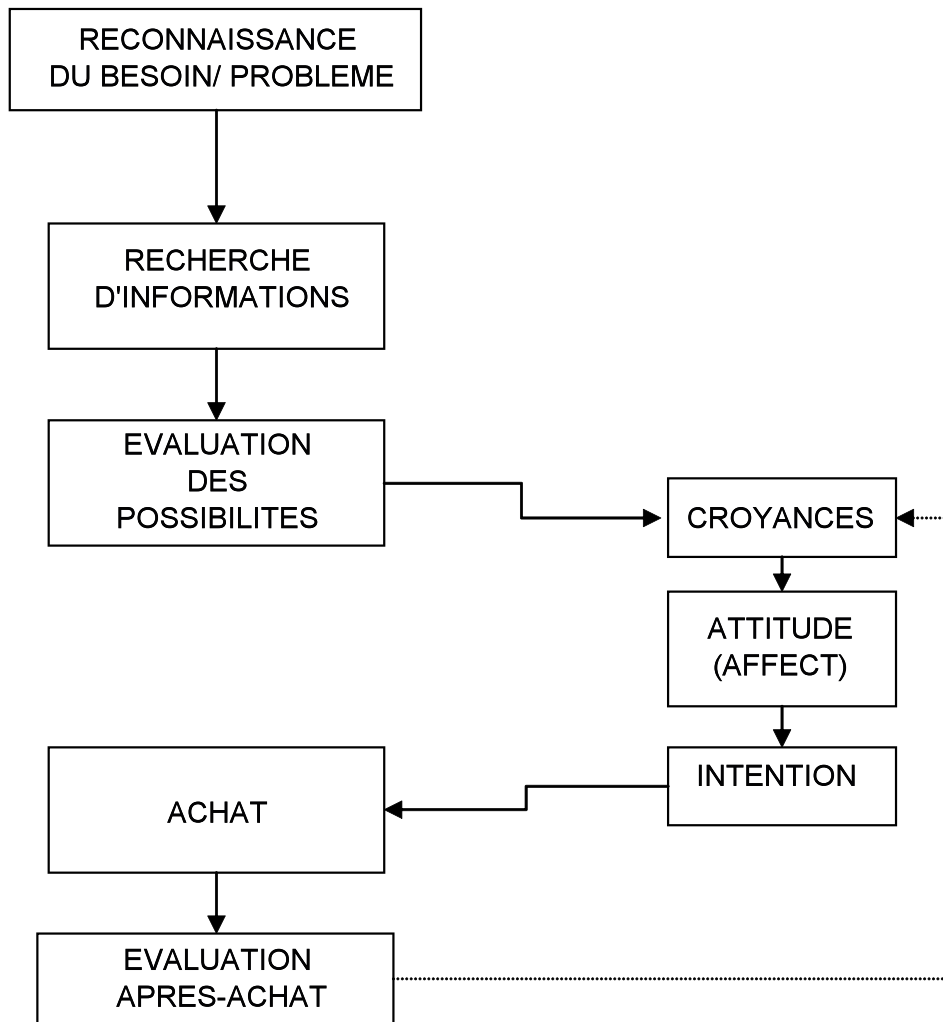 RECONNAISSANCE
DU BESOIN/ PROBLEME
RECHERCHE
D'INFORMATIONS
EVALUATION
DES
POSSIBILITES
CROYANCES
ATTITUDE
(AFFECT)
INTENTION
ACHAT
EVALUATION
APRES-ACHAT